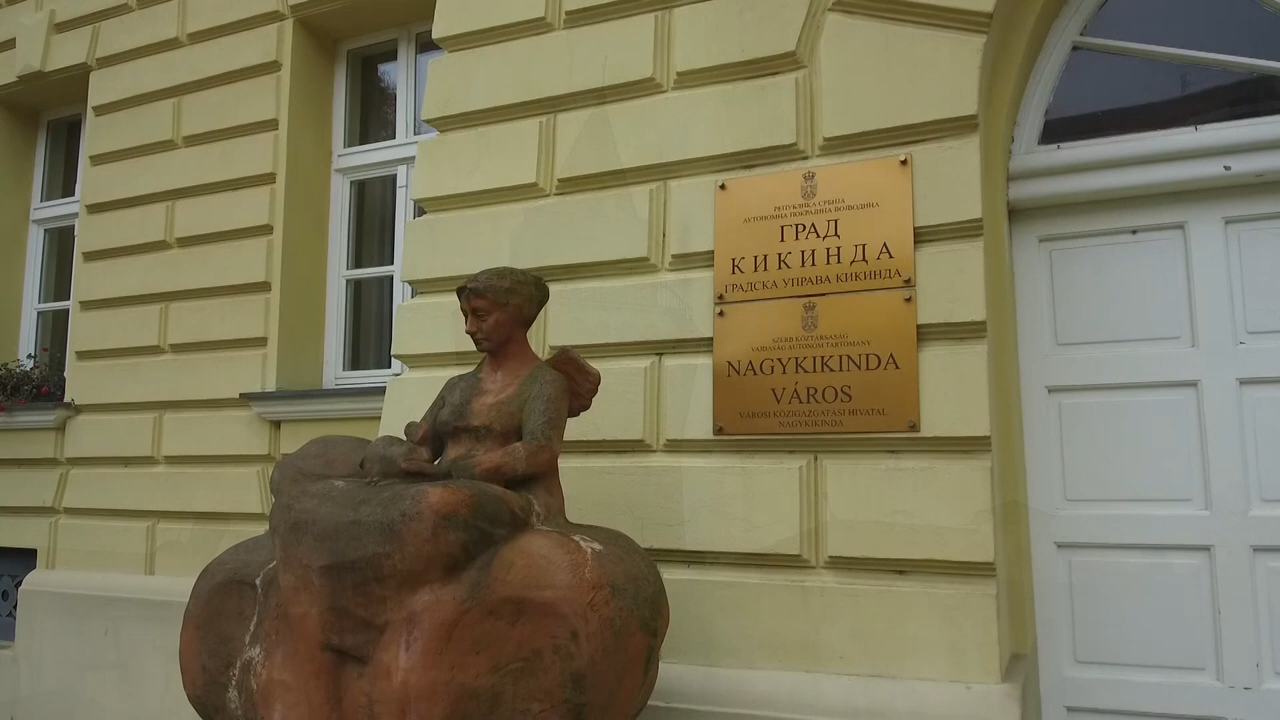 РЕПУБЛИКА СРБИЈА
АУТОНОМНА ПОКРАЈИНА ВОЈВОДИНА
ГРАД
КИКИНДА
ГРАДСКА УПРАВА КИКИНДА
SZERB KÖZTÁRSASÁG
VAJDASÁG AUTONÓM TARTOMÁNY
NAGYKIKINDA
VÁROS
VÁROSI KÖZIGAZGATÁSI HIVATAL
NAGYKIKINDA